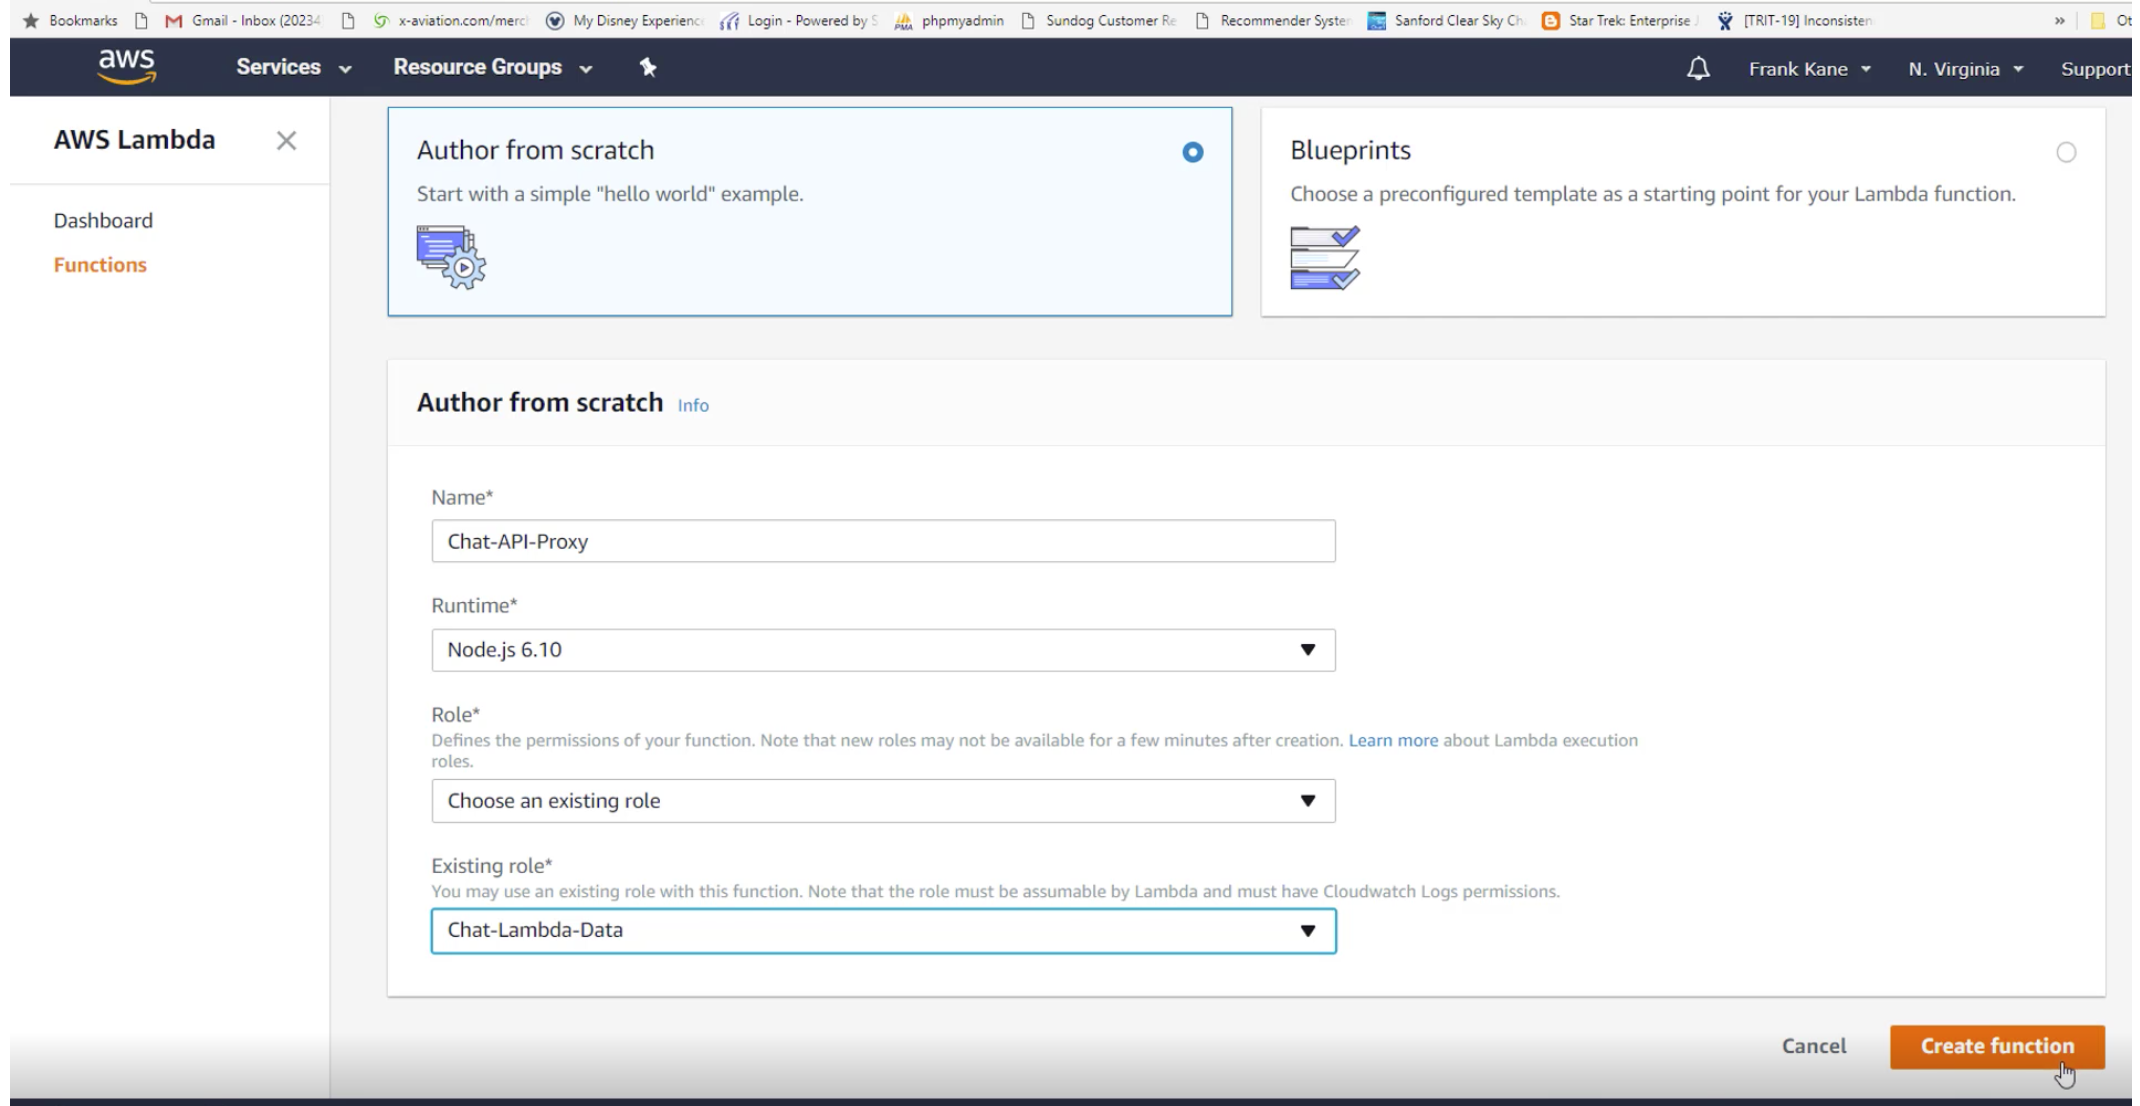 Bookmarks Gmail - Inbox (20234 x-aviation.com/merch My Disney Experienc Login - Powered by S phpmyadmin Sundog Customer Re Recommender System Sanford Clear Sky Ch Star Trek: Enterprise J [TRIT-19] Inconsisten » Ot
aws Services Resource Groups Frank Kane N. Virginia Support
AWS Lambda
Dashboard
Functions
Author from scratch
Start with a simple "hello world" example.
Blueprints
Choose a preconfigured template as a starting point for your Lambda function.
Author from scratch Info
Name*
Chat-API-Proxy
Runtime*
Node.js 6.10
Role*
Defines the permissions of your function. Note that new roles may not be available for a few minutes after creation. Learn more about Lambda execution
roles.
Choose an existing role
Existing role*
You may use an existing role with this function. Note that the role must be assumable by Lambda and must have Cloudwatch Logs permissions.
Chat-Lambda-Data
Cancel Create function